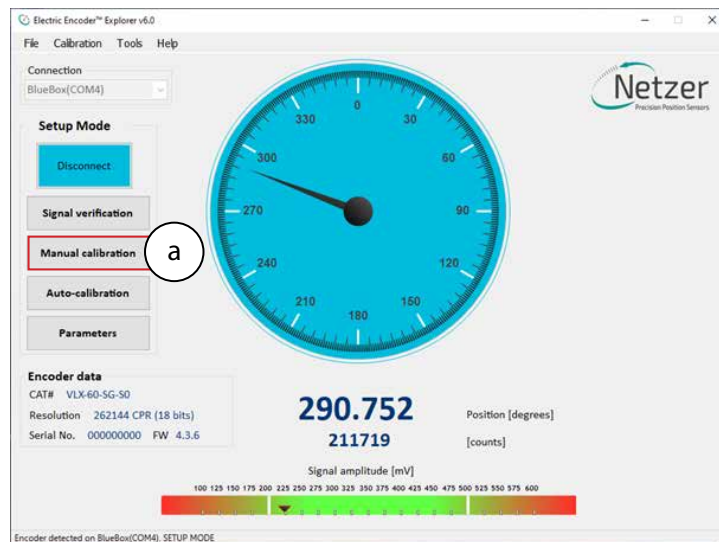 Electric Encoder™ Explorer v6.0
File Calibration Tools Help
Connection
BlueBox(COM4)
Netzer
Precision Position Sensors
Setup Mode
Disconnect
Signal verification
Manual calibration
a
Auto-calibration
Parameters
0
30
60
90
120
150
180
210
240
270
300
330
Encoder data
CAT# VLX-60-SG-S0
Resolution 262144 CPR (18 bits)
Serial No. 000000000 FW 4.3.6
290.752 Position [degrees]
211719 [counts]
Signal amplitude [mV]
100 125 150 175 200 225 250 275 300 325 350 375 400 425 450 475 500 525 550 575 600
Encoder detected on BlueBox(COM4). SETUP MODE